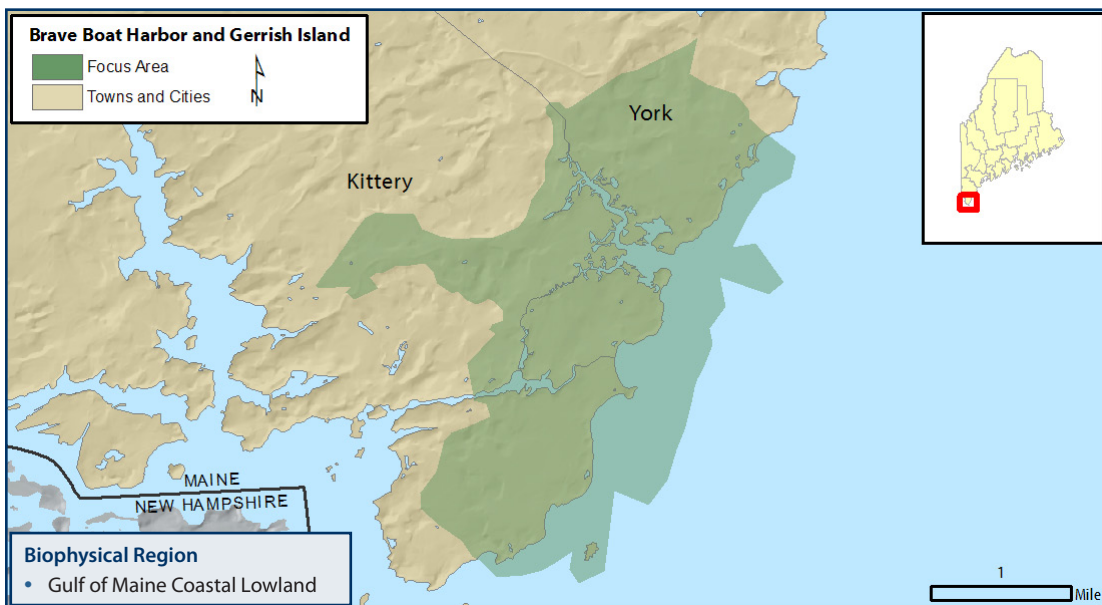 Brave Boat Harbor and Gerrish Island
Focus Area
Towns and Cities
N
York
Kittery
MAINE
NEW HAMPSHIRE
Biophysical Region
• Gulf of Maine Coastal Lowland
1
Mile